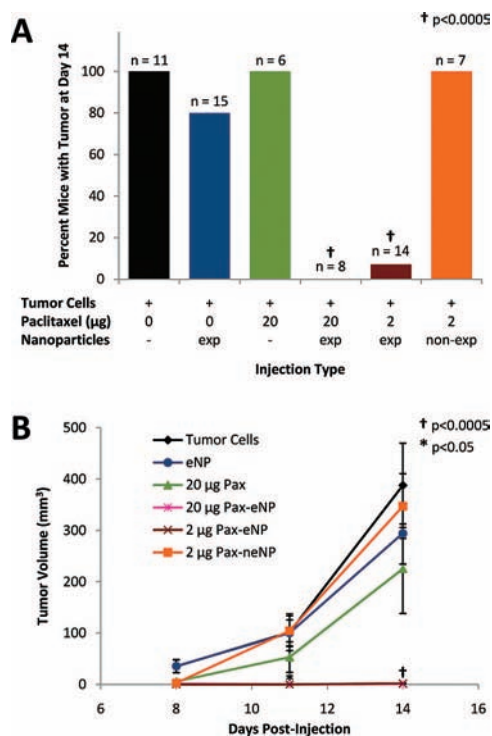 A
† p<0.0005
Percent Mice with Tumor at Day 14
100
80
60
40
20
0
n = 11
n = 15
n = 6
†
n = 8
†
n = 14
n = 7
Tumor Cells + + + + + +
Paclitaxel (µg) 0 0 20 20 2 2
Nanoparticles - exp - exp exp non-exp
Injection Type
B
† p<0.0005
* p<0.05
Tumor Volume (mm³)
500
400
300
200
100
0
Tumor Cells
eNP
20 µg Pax
20 µg Pax-eNP
2 µg Pax-eNP
2 µg Pax-neNP
*
†
6 8 10 12 14 16
Days Post-Injection